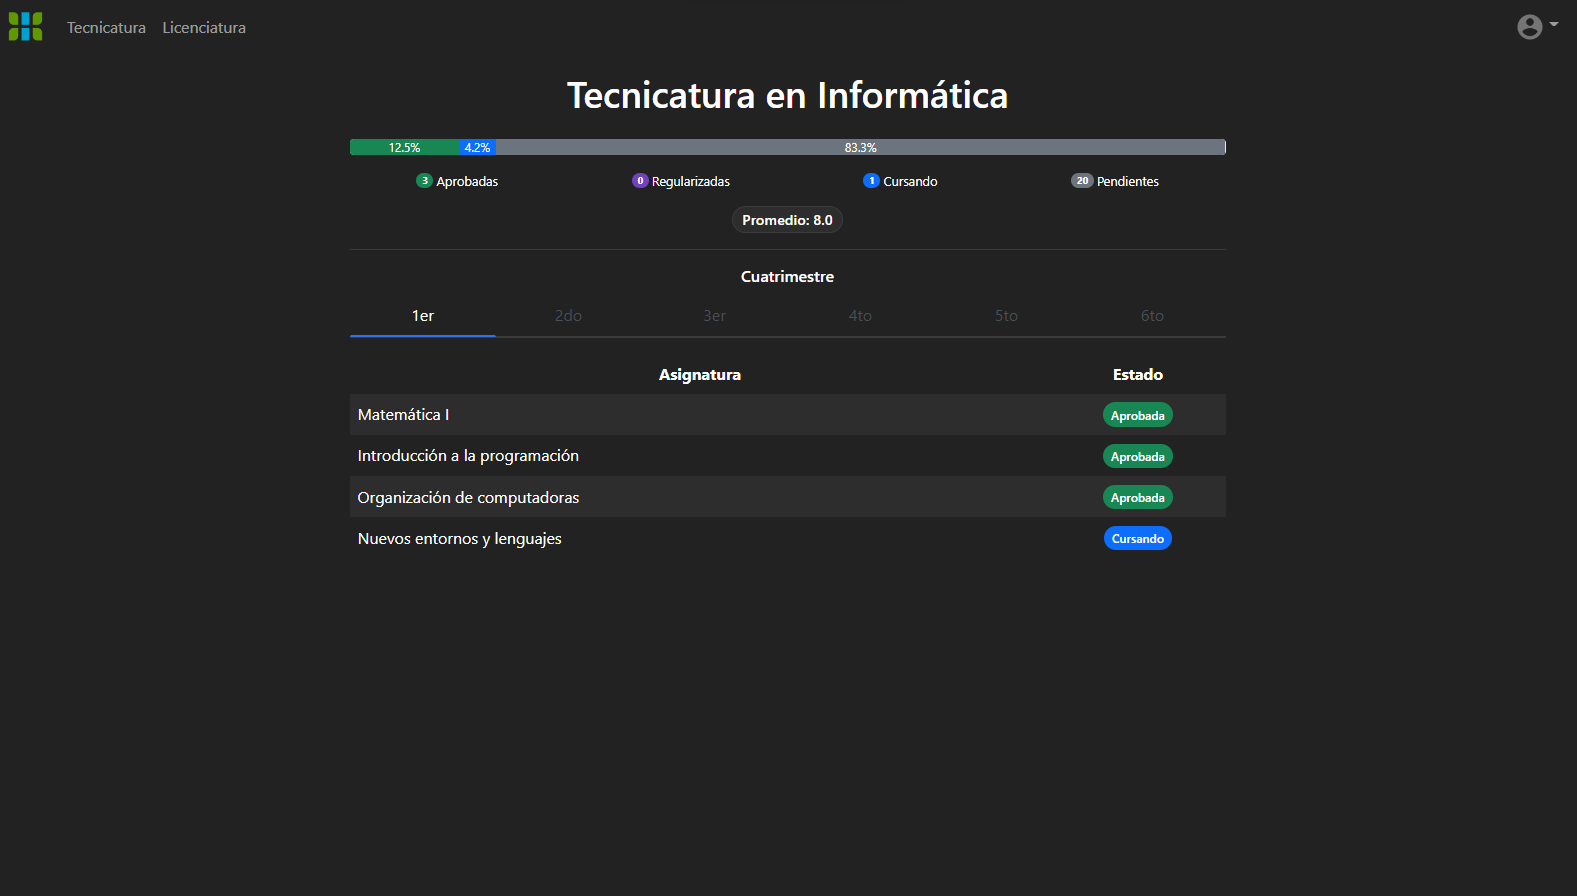 Tecnicatura Licenciatura
Tecnicatura en Informática
12.5% 4.2% 83.3%
3 Aprobadas 0 Regularizadas 1 Cursando 20 Pendientes
Promedio: 8.0
Cuatrimestre
1er 2do 3er 4to 5to 6to
Asignatura Estado
Matemática I Aprobada
Introducción a la programación Aprobada
Organización de computadoras Aprobada
Nuevos entornos y lenguajes Cursando